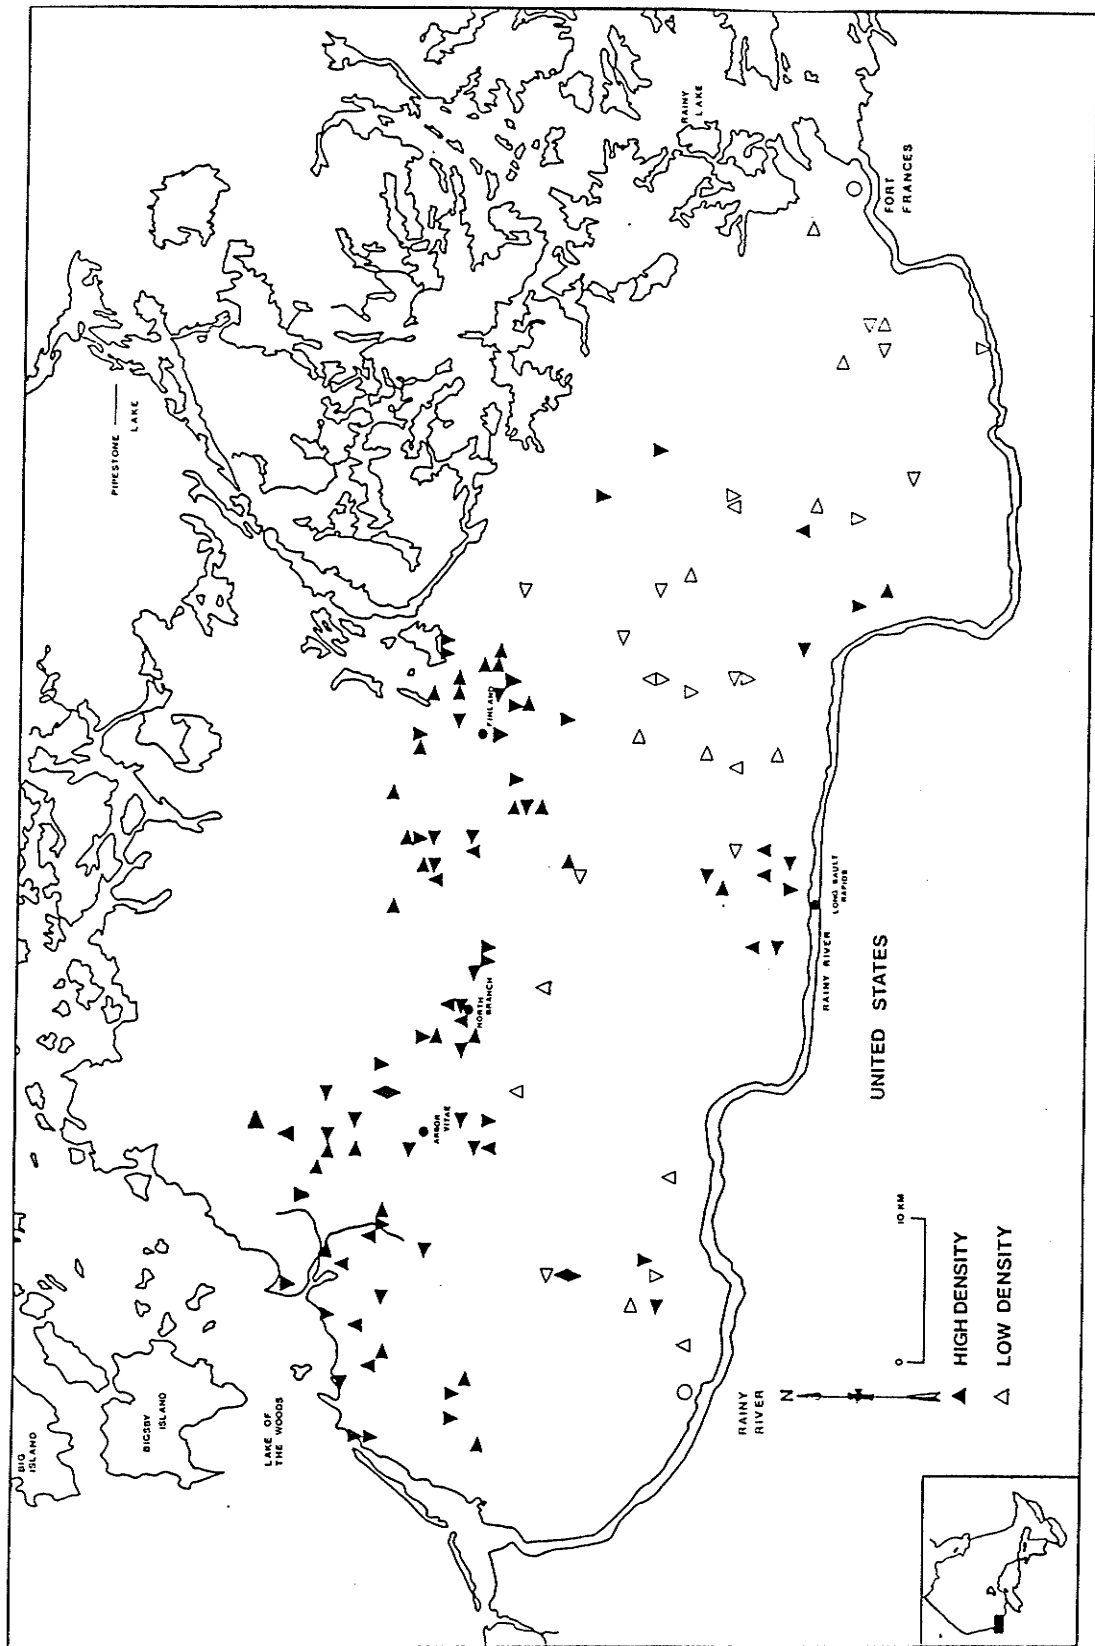 PIPESTONE
LAKE
RAINY
LAKE
BIG
ISLAND
BIGSBY
ISLAND
LAKE OF
THE WOODS
ARBOR
VITAE
NORTH
BRANCH
FINLAND
FORT
FRANCES
LONG SAULT
RAPIDS
RAINY RIVER
UNITED STATES
RAINY
RIVER
N
0
10 KM
HIGH DENSITY
LOW DENSITY